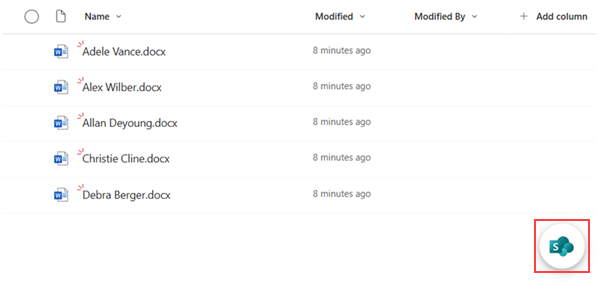 Name Modified Modified By + Add column
W Adele Vance.docx 8 minutes ago
W Alex Wilber.docx 8 minutes ago
W Allan Deyoung.docx 8 minutes ago
W Christie Cline.docx 8 minutes ago
W Debra Berger.docx 8 minutes ago
S